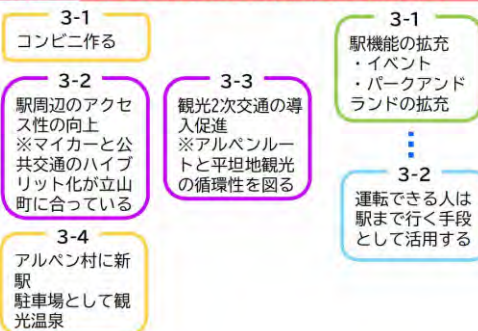 3-1
コンビニ作る
3-2
駅周辺のアクセ
ス性の向上
※マイカーと公
共交通のハイブ
リット化が立山
町に合っている
3-3
観光2次交通の導
入促進
※アルペンルー
トと平坦地観光
の循環性を図る
3-4
アルペン村に新
駅
駐車場として観
光温泉
3-1
駅機能の拡充
・イベント
・パークアンド
ランドの拡充
3-2
運転できる人は
駅まで行く手段
として活用する